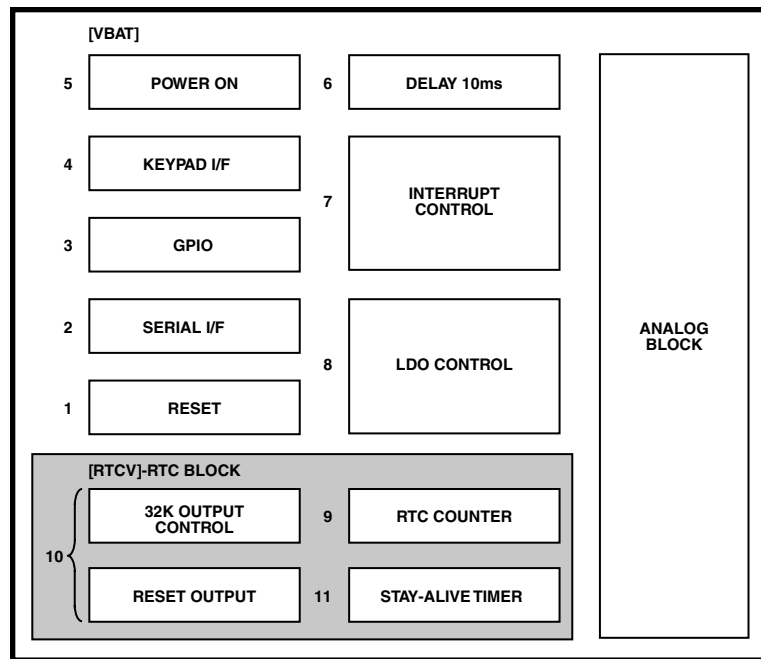 [VBAT]
5 POWER ON
6 DELAY 10ms
4 KEYPAD I/F
7 INTERRUPT
CONTROL
3 GPIO
2 SERIAL I/F
8 LDO CONTROL
1 RESET
ANALOG
BLOCK
[RTCV]-RTC BLOCK
10
32K OUTPUT
CONTROL
9 RTC COUNTER
RESET OUTPUT
11 STAY-ALIVE TIMER